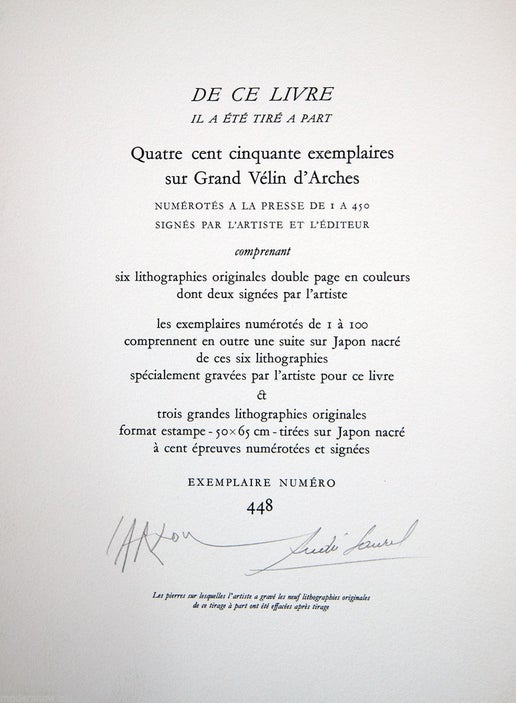 DE CE LIVRE
IL A ÉTÉ TIRÉ A PART
Quatre cent cinquante exemplaires
sur Grand Vélin d'Arches
NUMÉROTÉS A LA PRESSE DE 1 A 450
SIGNÉS PAR L'ARTISTE ET L'ÉDITEUR
comprenant
six lithographies originales double page en couleurs
dont deux signées par l'artiste
les exemplaires numérotés de 1 à 100
comprennent en outre une suite sur Japon nacré
de ces six lithographies
spécialement gravées par l'artiste pour ce livre
&
trois grandes lithographies originales
format estampe - 50×65 cm - tirées sur Japon nacré
à cent épreuves numérotées et signées
EXEMPLAIRE NUMÉRO
448
André Sauret
Les pierres sur lesquelles l'artiste a gravé les neuf lithographies originales
de ce tirage à part ont été effacées après tirage